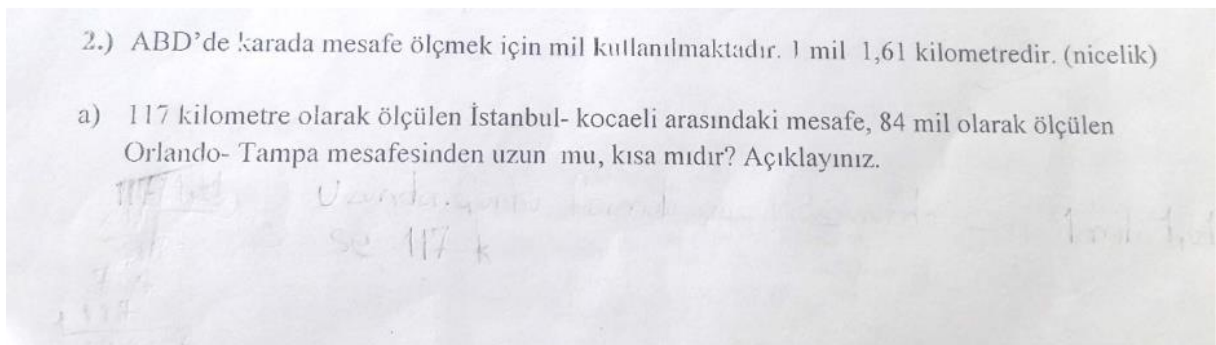 2.) ABD'de karada mesafe ölçmek için mil kullanılmaktadır. 1 mil 1,61 kilometredir. (nicelik)
a) 117 kilometre olarak ölçülen İstanbul- kocaeli arasındaki mesafe, 84 mil olarak ölçülen
Orlando- Tampa mesafesinden uzun mu, kısa mıdır? Açıklayınız.
117 k